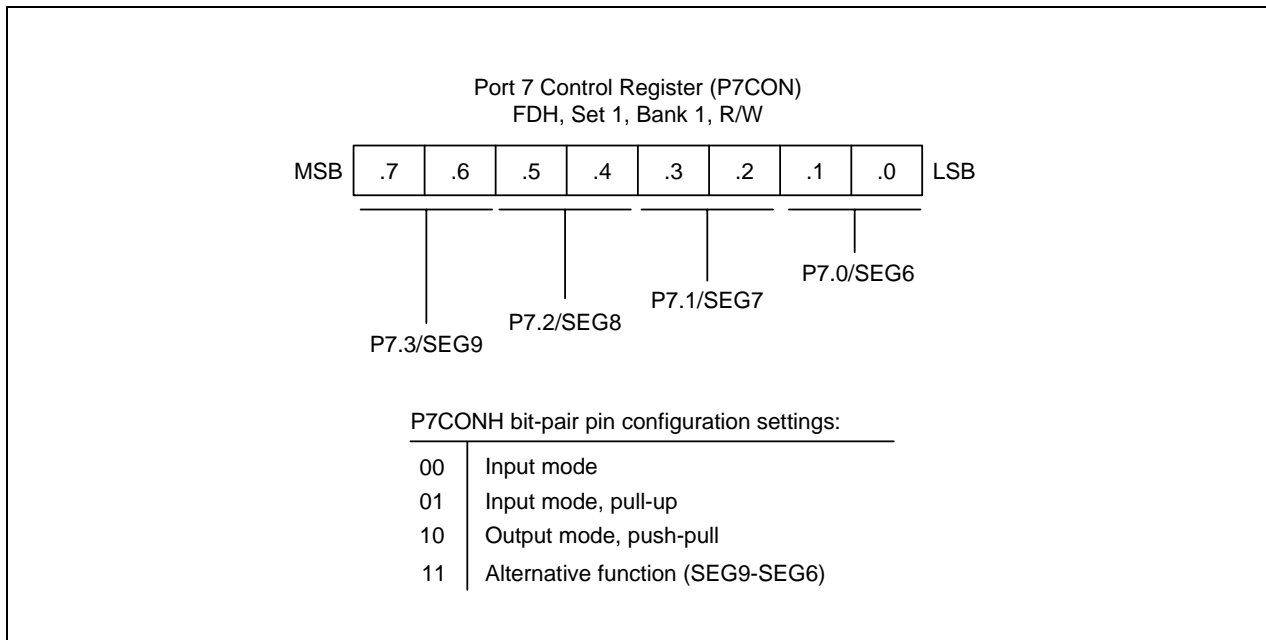 Port 7 Control Register (P7CON)
FDH, Set 1, Bank 1, R/W
MSB .7 .6 .5 .4 .3 .2 .1 .0 LSB
P7.0/SEG6
P7.1/SEG7
P7.2/SEG8
P7.3/SEG9
P7CONH bit-pair pin configuration settings:
00 Input mode
01 Input mode, pull-up
10 Output mode, push-pull
11 Alternative function (SEG9-SEG6)